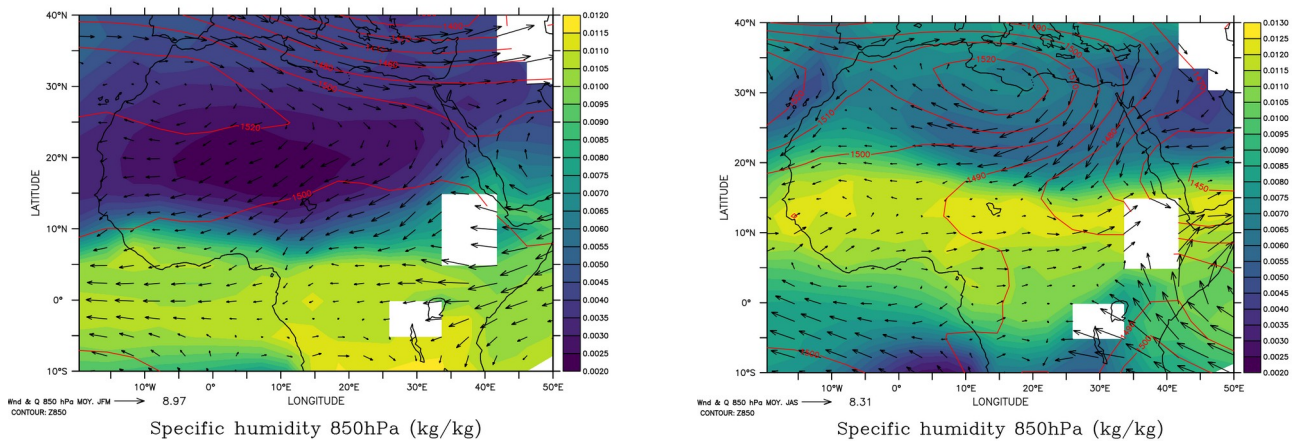 40°N
30°N
20°N
10°N
0°
10°S
LATITUDE
10°W
0°
10°E
20°E
30°E
40°E
50°E
LONGITUDE
1520
1500
0.0120
0.0110
0.0105
0.0100
0.0095
0.0090
0.0085
0.0080
0.0075
0.0070
0.0065
0.0060
0.0055
0.0050
0.0045
0.0040
0.0035
0.0030
0.0025
0.0020
Wnd & Q 850 hPa MOY. JFM
8.97
CONTOUR: Z850
Specific humidity 850hPa (kg/kg)
40°N
30°N
20°N
10°N
0°
10°S
LATITUDE
10°W
0°
10°E
20°E
30°E
40°E
50°E
LONGITUDE
1520
1510
1500
1490
1480
1450
0.0130
0.0125
0.0120
0.0115
0.0110
0.0105
0.0100
0.0095
0.0090
0.0085
0.0080
0.0075
0.0070
0.0065
0.0060
0.0055
0.0050
0.0045
0.0040
0.0035
0.0030
0.0025
0.0020
Wnd & Q 850 hPa MOY. JAS
8.31
CONTOUR: Z850
Specific humidity 850hPa (kg/kg)